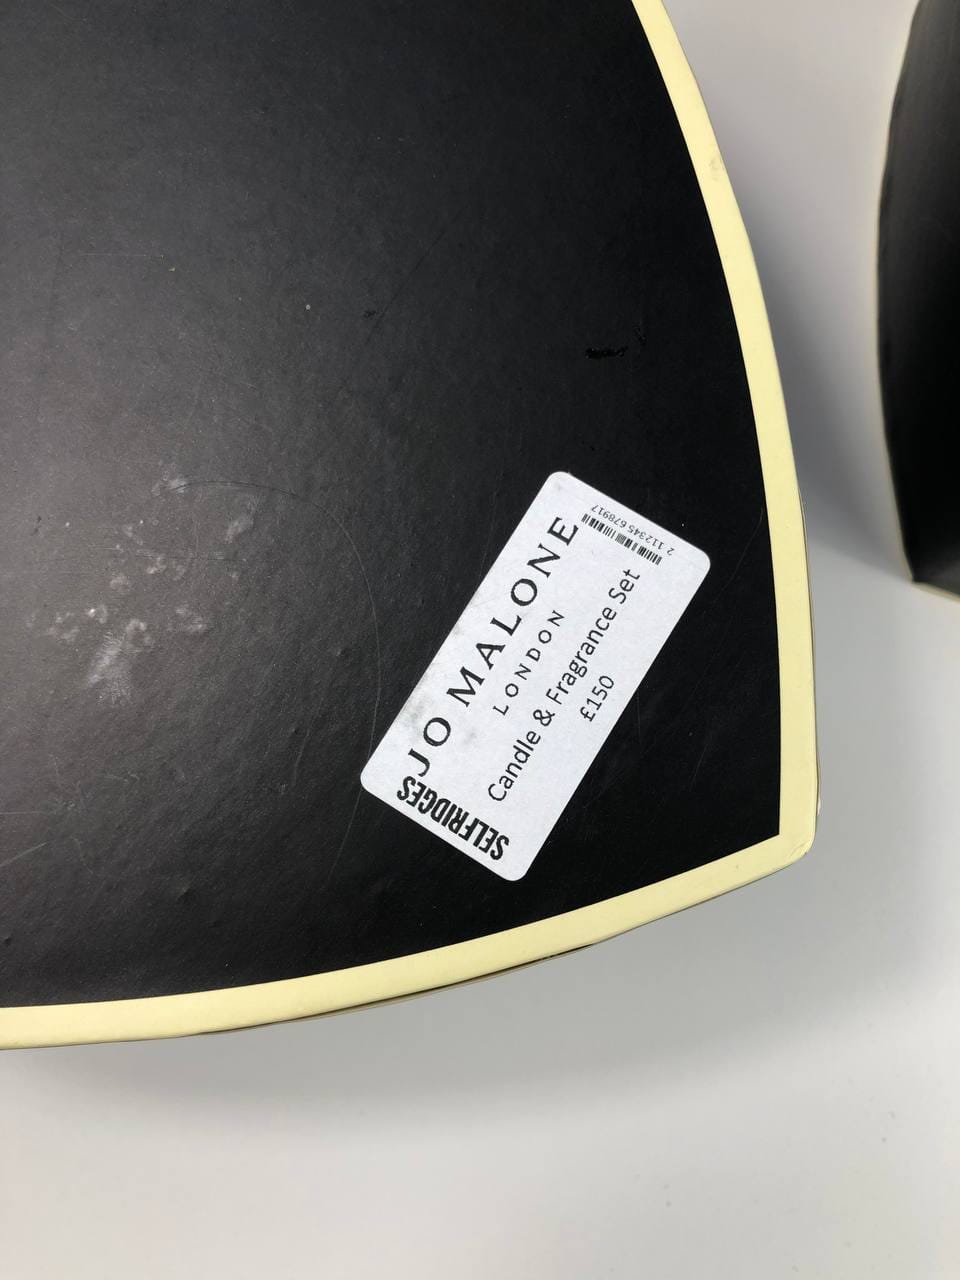 SELFRIDGES
JO MALONE
LONDON
Candle & Fragrance Set
£150
2 112345 678917